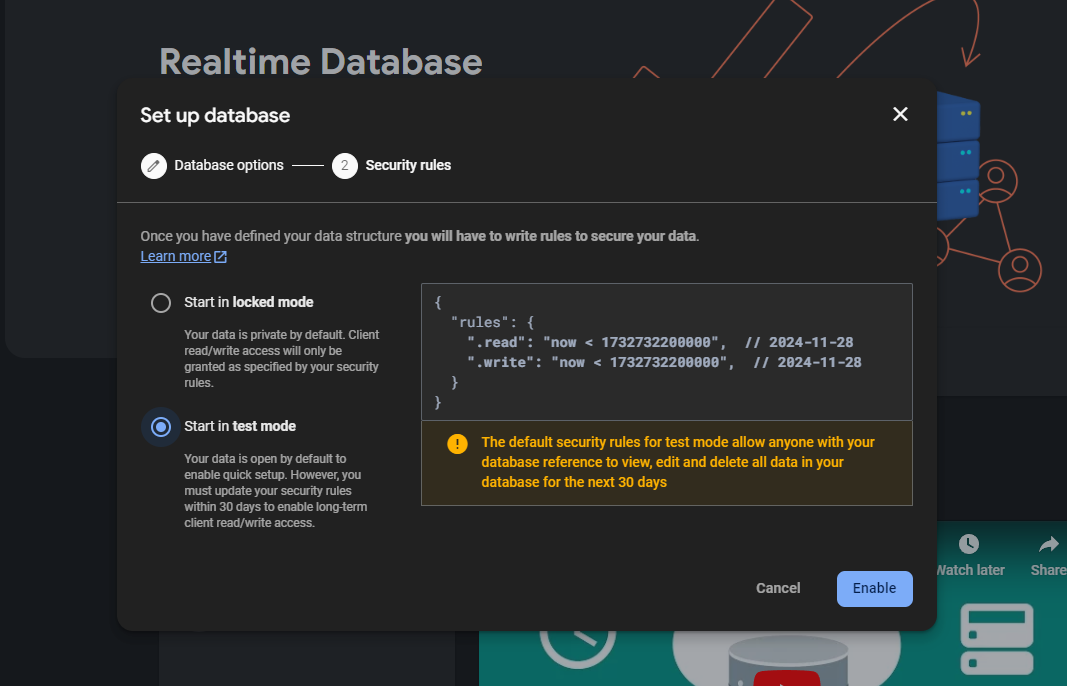 Realtime Database
Set up database
Database options
2
Security rules
Once you have defined your data structure you will have to write rules to secure your data.
Learn more
Start in locked mode
Your data is private by default. Client
read/write access will only be
granted as specified by your security
rules.
Start in test mode
Your data is open by default to
enable quick setup. However, you
must update your security rules
within 30 days to enable long-term
client read/write access.
{
"rules": {
".read": "now < 1732732200000", // 2024-11-28
".write": "now < 1732732200000", // 2024-11-28
}
}
The default security rules for test mode allow anyone with your
database reference to view, edit and delete all data in your
database for the next 30 days
Cancel
Enable
Watch later
Share